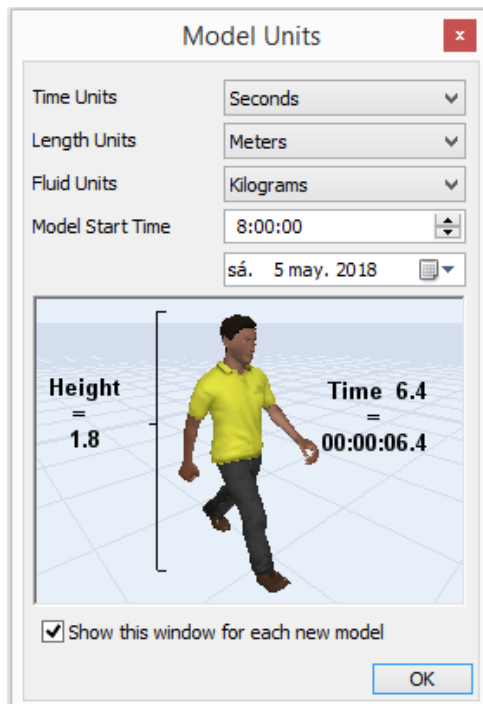 Model Units
x
Time Units Seconds
Length Units Meters
Fluid Units Kilograms
Model Start Time 8:00:00
sá. 5 may. 2018
Height
=
1.8
Time 6.4
=
00:00:06.4
Show this window for each new model
OK